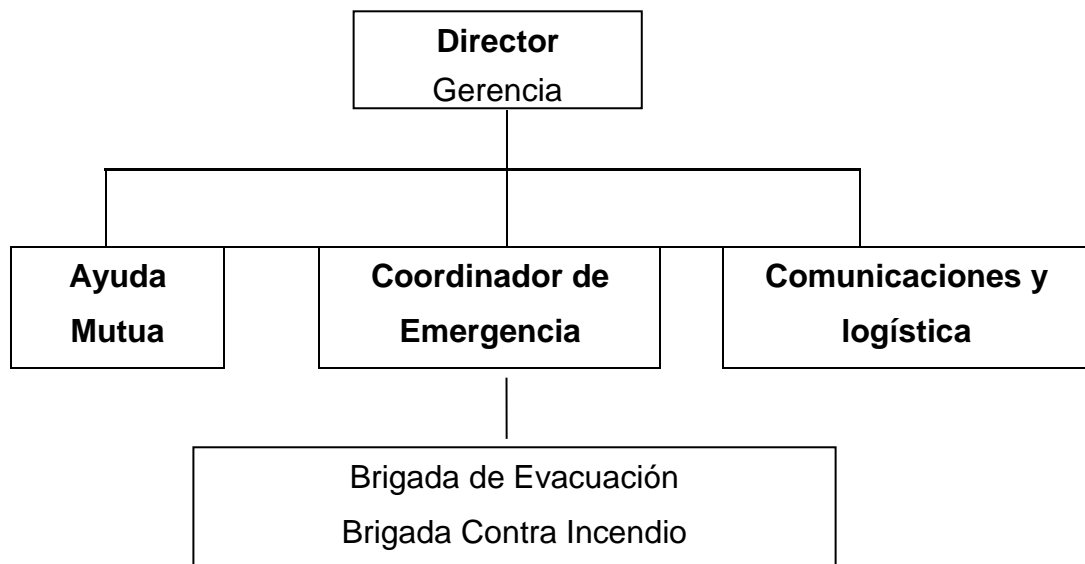 Director
Gerencia
Ayuda
Mutua
Coordinador de
Emergencia
Comunicaciones y
logística
Brigada de Evacuación
Brigada Contra Incendio